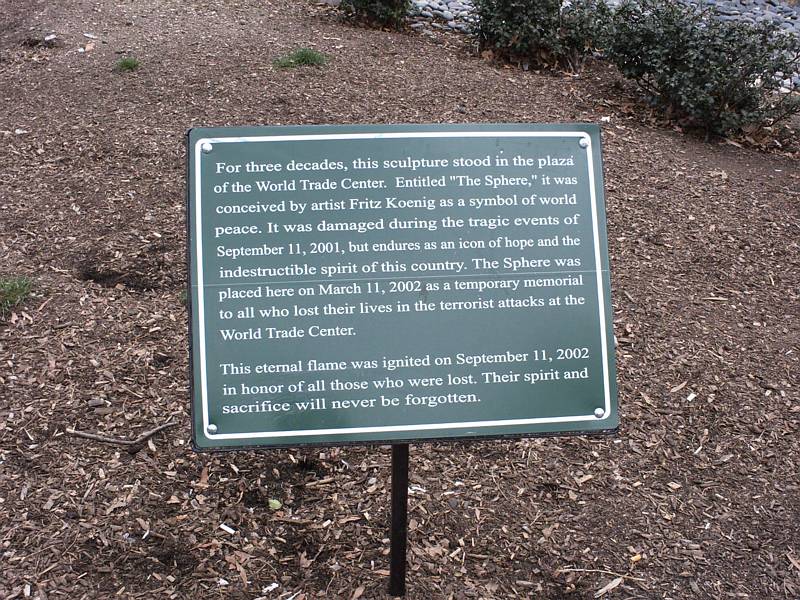 For three decades, this sculpture stood in the plaza
of the World Trade Center. Entitled "The Sphere," it was
conceived by artist Fritz Koenig as a symbol of world
peace. It was damaged during the tragic events of
September 11, 2001, but endures as an icon of hope and the
indestructible spirit of this country. The Sphere was
placed here on March 11, 2002 as a temporary memorial
to all who lost their lives in the terrorist attacks at the
World Trade Center.
This eternal flame was ignited on September 11, 2002
in honor of all those who were lost. Their spirit and
sacrifice will never be forgotten.